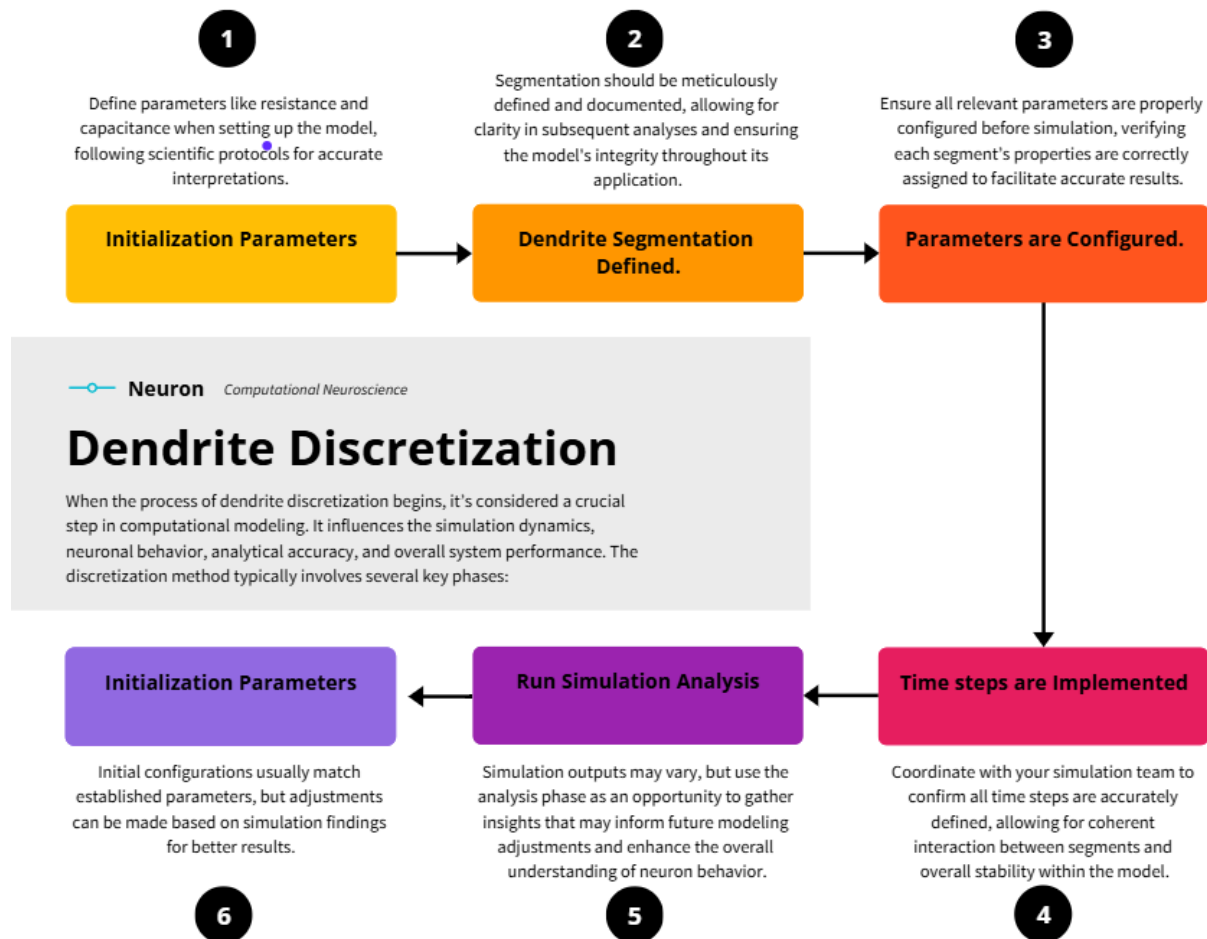 1
Define parameters like resistance and
capacitance when setting up the model,
following scientific protocols for accurate
interpretations.
Initialization Parameters
2
Segmentation should be meticulously
defined and documented, allowing for
clarity in subsequent analyses and ensuring
the model's integrity throughout its
application.
Dendrite Segmentation
Defined.
3
Ensure all relevant parameters are properly
configured before simulation, verifying
each segment's properties are correctly
assigned to facilitate accurate results.
Parameters are Configured.
Neuron Computational Neuroscience
Dendrite Discretization
When the process of dendrite discretization begins, it's considered a crucial
step in computational modeling. It influences the simulation dynamics,
neuronal behavior, analytical accuracy, and overall system performance. The
discretization method typically involves several key phases:
Time steps are Implemented
Coordinate with your simulation team to
confirm all time steps are accurately
defined, allowing for coherent
interaction between segments and
overall stability within the model.
4
Run Simulation Analysis
Simulation outputs may vary, but use the
analysis phase as an opportunity to gather
insights that may inform future modeling
adjustments and enhance the overall
understanding of neuron behavior.
5
Initialization Parameters
Initial configurations usually match
established parameters, but adjustments
can be made based on simulation findings
for better results.
6